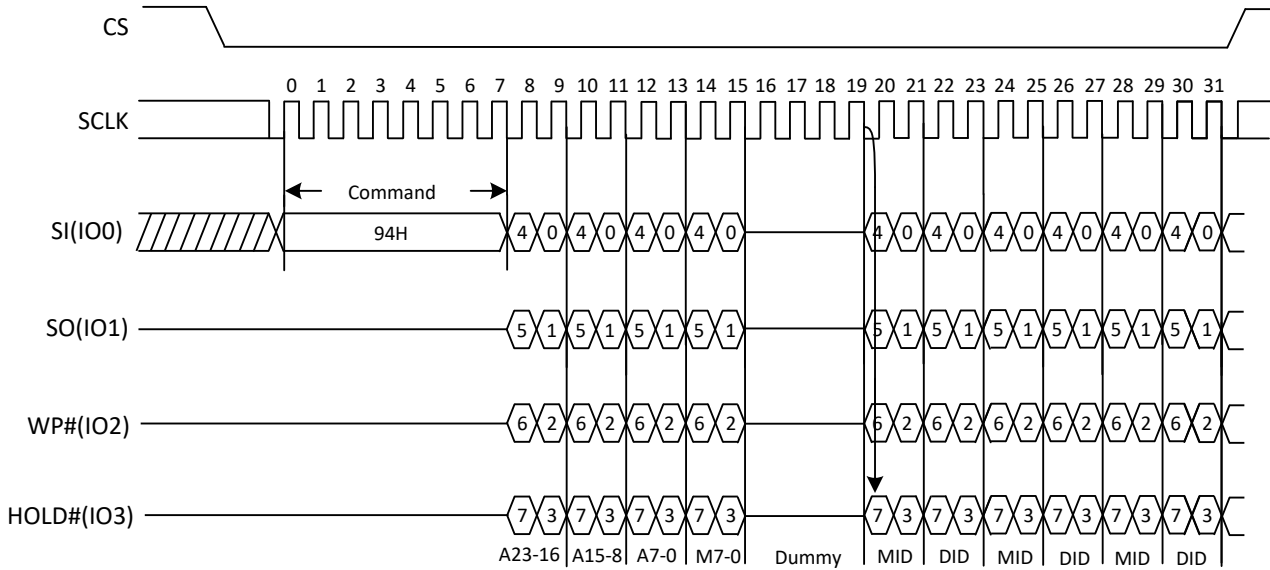 CS
0 1 2 3 4 5 6 7 8 9 10 11 12 13 14 15 16 17 18 19 20 21 22 23 24 25 26 27 28 29 30 31
SCLK
Command
SI(IO0) 94H 4 0 4 0 4 0 4 0 4 0 4 0 4 0 4 0 4 0 4 0
SO(IO1) 5 1 5 1 5 1 5 1 5 1 5 1 5 1 5 1 5 1 5 1
WP#(IO2) 6 2 6 2 6 2 6 2 6 2 6 2 6 2 6 2 6 2 6 2
HOLD#(IO3) 7 3 7 3 7 3 7 3 7 3 7 3 7 3 7 3 7 3 7 3
A23-16 A15-8 A7-0 M7-0 Dummy MID DID MID DID MID DID